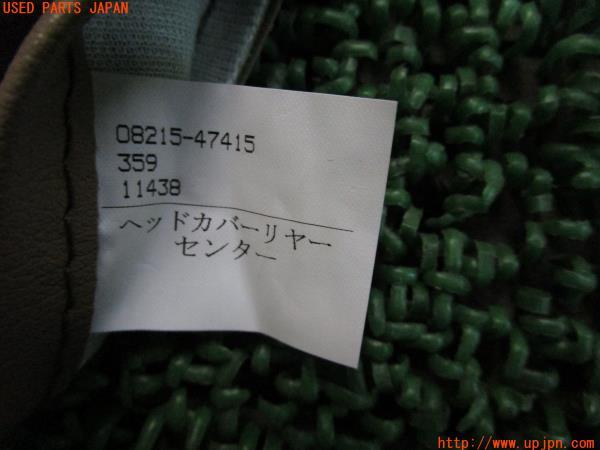 USED PARTS JAPAN
08215-47415
359
11438
ヘッドカバーリヤー
センター
http://www.upjpn.com/